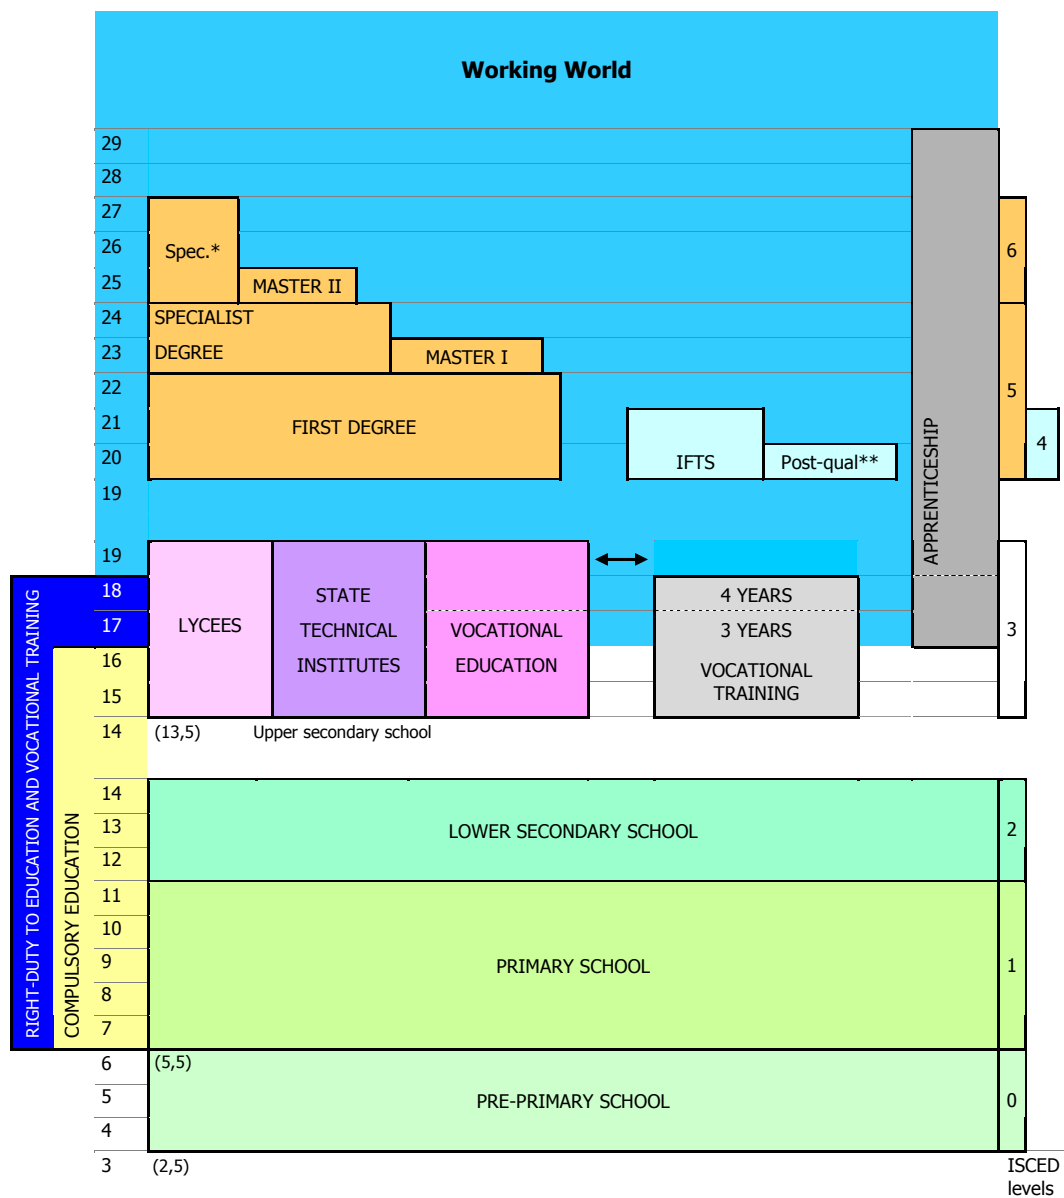 Working World
29
28
27
26
Spec.*
6
25
MASTER II
24
SPECIALIST
23
DEGREE
MASTER I
22
5
21
FIRST DEGREE
4
20
IFTS
Post-qual**
19
APPRENTICESHIP
19
18
STATE
4 YEARS
17
LYCEES
TECHNICAL
VOCATIONAL
3 YEARS
3
16
INSTITUTES
EDUCATION
VOCATIONAL
15
TRAINING
14
(13,5)
Upper secondary school
RIGHT-DUTY TO EDUCATION AND VOCATIONAL TRAINING
COMPULSORY EDUCATION
14
13
LOWER SECONDARY SCHOOL
2
12
11
10
9
PRIMARY SCHOOL
1
8
7
6
(5,5)
5
PRE-PRIMARY SCHOOL
0
4
3
(2,5)
ISCED
levels